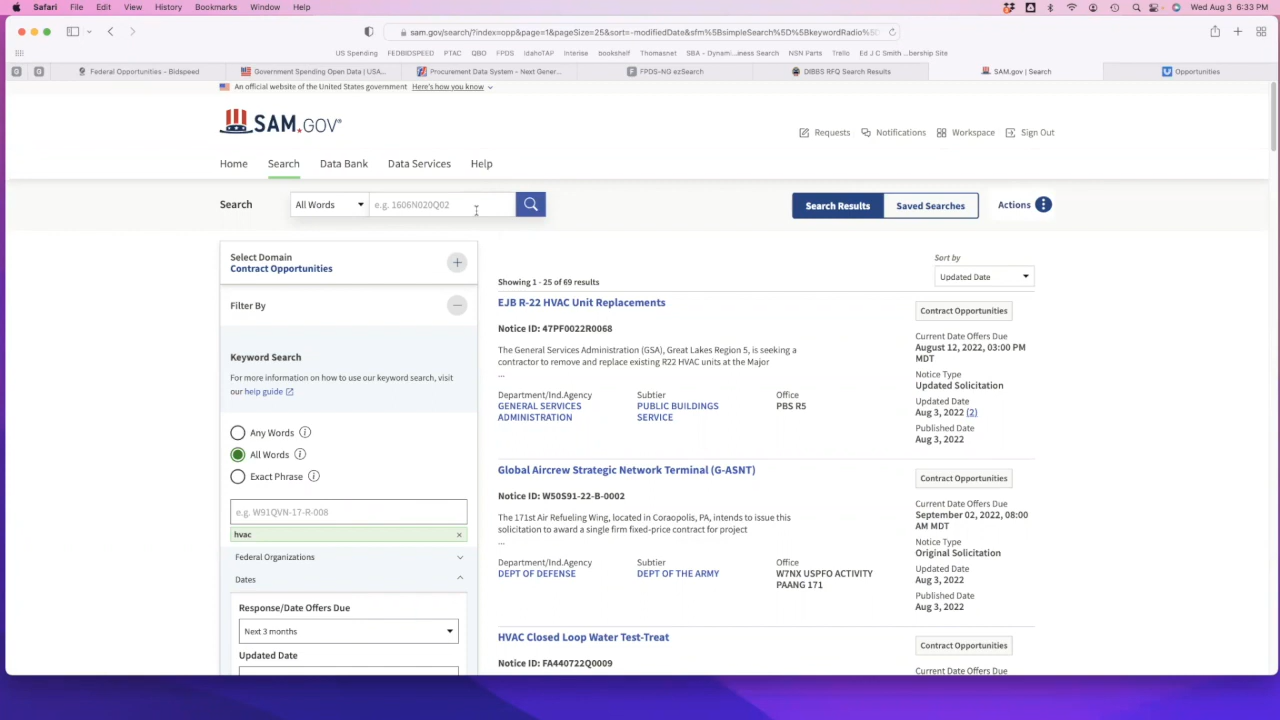 Safari File Edit View History Bookmarks Window Help Wed Aug 3 6:33 PM
sam.gov/search/?index=opp&page=1&pageSize=25&sort=-modifiedDate&sfm%5BsimpleSearch%5D%5BkeywordRadio%5D
US Spending FEDBIDSPEED PTAC QBO FPDS IdahoTAP Interise bookshelf Thomasnet SBA - Dynami...iness Search NSN Parts Trello Ed J C Smith ...bership Site
Federal Opportunities - Bidspeed Government Spending Open Data | USA... Procurement Data System - Next Gener... FPDS-NG ezSearch DIBBS RFQ Search Results SAM.gov | Search Opportunities
An official website of the United States government Here's how you know
SAM.GOV®
Requests Notifications Workspace Sign Out
Home Search Data Bank Data Services Help
Search All Words e.g. 1606N020Q02 Search Results Saved Searches Actions
Select Domain
Contract Opportunities
Filter By
Keyword Search
For more information on how to use our keyword search, visit
our help guide
Any Words
All Words
Exact Phrase
e.g. W91QVN-17-R-008
hvac ×
Federal Organizations
Dates
Response/Date Offers Due
Next 3 months
Updated Date
Sort by
Updated Date
Showing 1 - 25 of 69 results
EJB R-22 HVAC Unit Replacements
Notice ID: 47PF0022R0068
The General Services Administration (GSA), Great Lakes Region 5, is seeking a
contractor to remove and replace existing R22 HVAC units at the Major
...
Department/Ind.Agency
GENERAL SERVICES
ADMINISTRATION
Subtier
PUBLIC BUILDINGS
SERVICE
Office
PBS R5
Contract Opportunities
Current Date Offers Due
August 12, 2022, 03:00 PM
MDT
Notice Type
Updated Solicitation
Updated Date
Aug 3, 2022 (2)
Published Date
Aug 3, 2022
Global Aircrew Strategic Network Terminal (G-ASNT)
Notice ID: W50S91-22-B-0002
The 171st Air Refueling Wing, located in Coraopolis, PA, intends to issue this
solicitation to award a single firm fixed-price contract for project
...
Department/Ind.Agency
DEPT OF DEFENSE
Subtier
DEPT OF THE ARMY
Office
W7NX USPFO ACTIVITY
PAANG 171
Contract Opportunities
Current Date Offers Due
September 02, 2022, 08:00
AM MDT
Notice Type
Original Solicitation
Updated Date
Aug 3, 2022
Published Date
Aug 3, 2022
HVAC Closed Loop Water Test-Treat
Notice ID: FA440722Q0009
Contract Opportunities
Current Date Offers Due